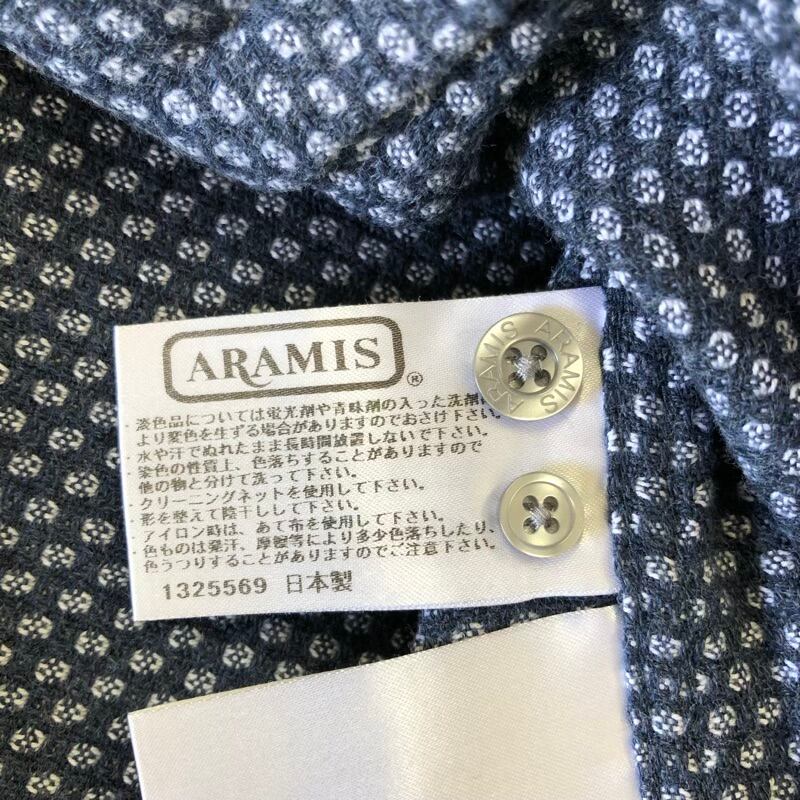 ARAMIS®
・淡色品については蛍光剤や青味剤の入った洗剤
より変色を生ずる場合がありますのでおさけ下さい。
・水や汗でぬれたまま長時間放置しないで下さい。
・染色の性質上、色落ちすることがありますので
他の物と分けて洗って下さい。
・クリーニングネットを使用して下さい。
・形を整えて陰干しして下さい。
・アイロン時は、あて布を使用して下さい。
・色ものは発汗、摩擦等により多少色落ちしたり、
色うつりすることがありますのでご注意下さい。
1325569 日本製
ARAMIS ARAMIS